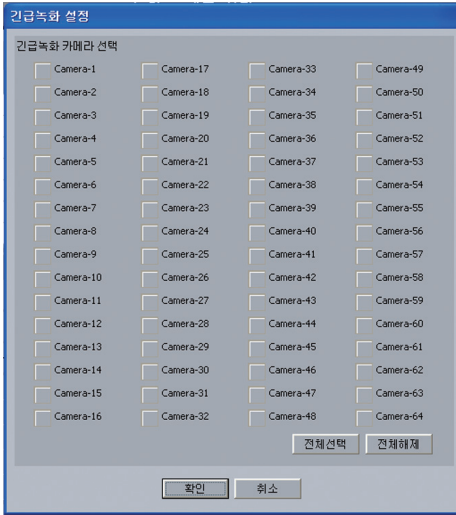 긴급녹화 설정
긴급녹화 카메라 선택
Camera-1 Camera-17 Camera-33 Camera-49
Camera-2 Camera-18 Camera-34 Camera-50
Camera-3 Camera-19 Camera-35 Camera-51
Camera-4 Camera-20 Camera-36 Camera-52
Camera-5 Camera-21 Camera-37 Camera-53
Camera-6 Camera-22 Camera-38 Camera-54
Camera-7 Camera-23 Camera-39 Camera-55
Camera-8 Camera-24 Camera-40 Camera-56
Camera-9 Camera-25 Camera-41 Camera-57
Camera-10 Camera-26 Camera-42 Camera-58
Camera-11 Camera-27 Camera-43 Camera-59
Camera-12 Camera-28 Camera-44 Camera-60
Camera-13 Camera-29 Camera-45 Camera-61
Camera-14 Camera-30 Camera-46 Camera-62
Camera-15 Camera-31 Camera-47 Camera-63
Camera-16 Camera-32 Camera-48 Camera-64
전체선택 전체해제
확인 취소